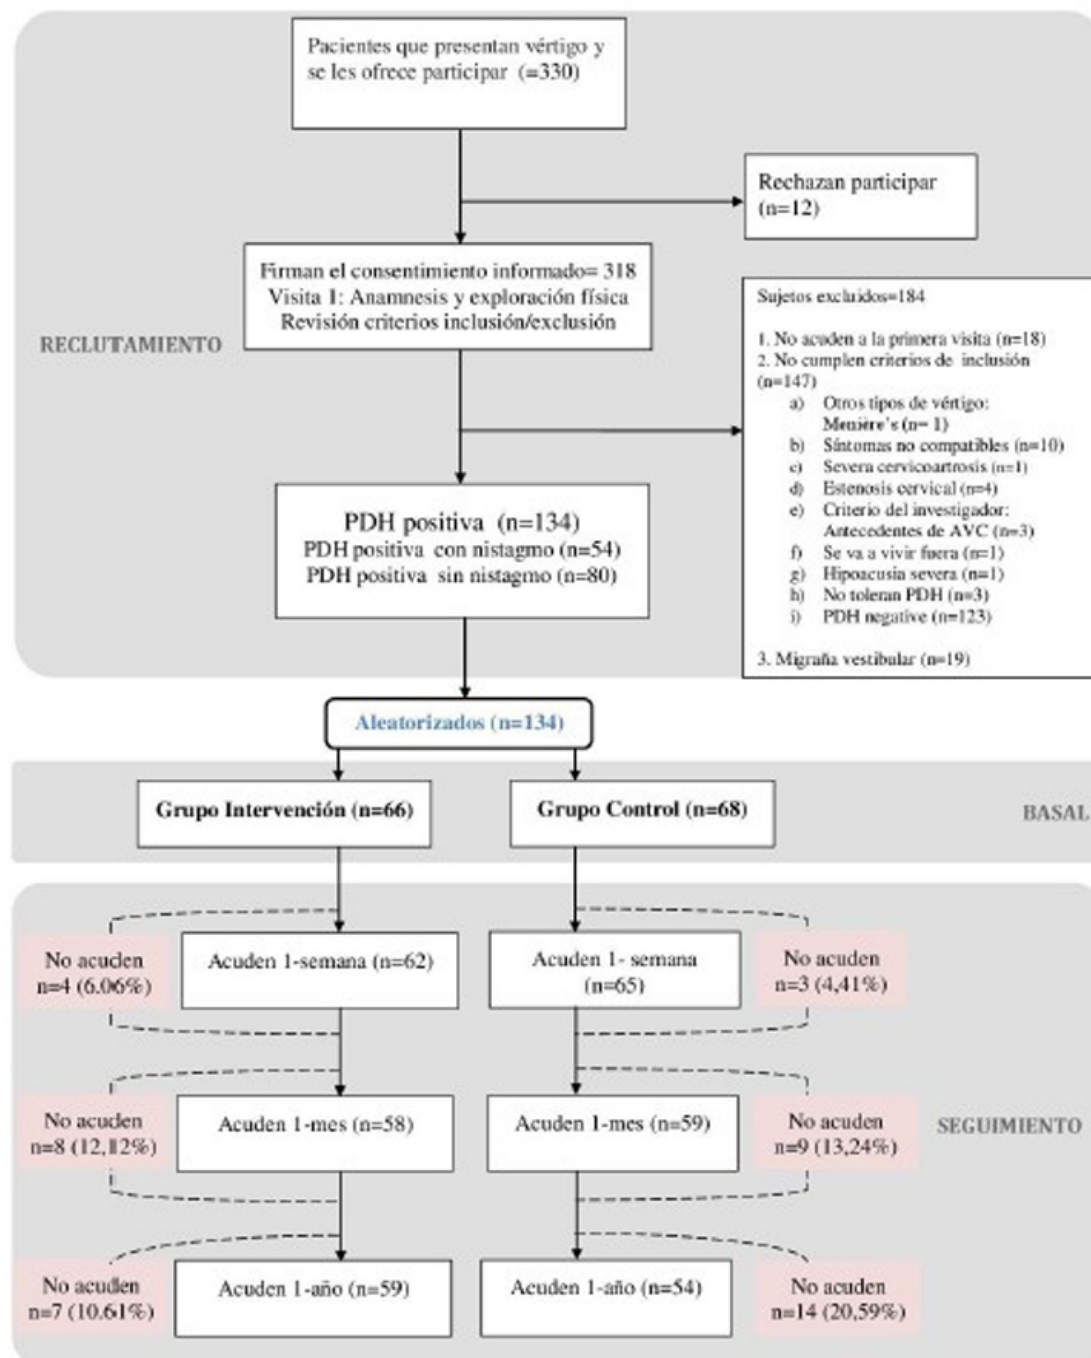 Pacientes que presentan vértigo y
se les ofrece participar (=330)
Rechazan participar
(n=12)
Firman el consentimiento informado= 318
Visita 1: Anamnesis y exploración física
Revisión criterios inclusión/exclusión
RECLUTAMIENTO
Sujetos excluidos=184
1. No acuden a la primera visita (n=18)
2. No cumplen criterios de inclusión
(n=147)
a) Otros tipos de vértigo:
Menière's (n= 1)
b) Síntomas no compatibles (n=10)
c) Severa cervicoartrosis (n=1)
d) Estenosis cervical (n=4)
e) Criterio del investigador:
Antecedentes de AVC (n=3)
f) Se va a vivir fuera (n=1)
g) Hipoacusia severa (n=1)
h) No toleran PDH (n=3)
i) PDH negative (n=123)
3. Migraña vestibular (n=19)
PDH positiva (n=134)
PDH positiva con nistagmo (n=54)
PDH positiva sin nistagmo (n=80)
Aleatorizados (n=134)
Grupo Intervención (n=66)
Grupo Control (n=68)
BASAL
No acuden
n=4 (6.06%)
Acuden 1-semana (n=62)
Acuden 1- semana
(n=65)
No acuden
n=3 (4,41%)
No acuden
n=8 (12,12%)
Acuden 1-mes (n=58)
Acuden 1-mes (n=59)
No acuden
n=9 (13,24%)
SEGUIMIENTO
No acuden
n=7 (10.61%)
Acuden 1-año (n=59)
Acuden 1-año (n=54)
No acuden
n=14 (20,59%)